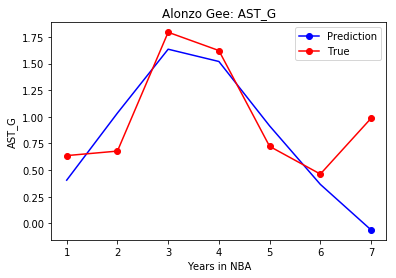 Alonzo Gee: AST_G
Prediction
True
AST_G
1.75
1.50
1.25
1.00
0.75
0.50
0.25
0.00
1 2 3 4 5 6 7
Years in NBA